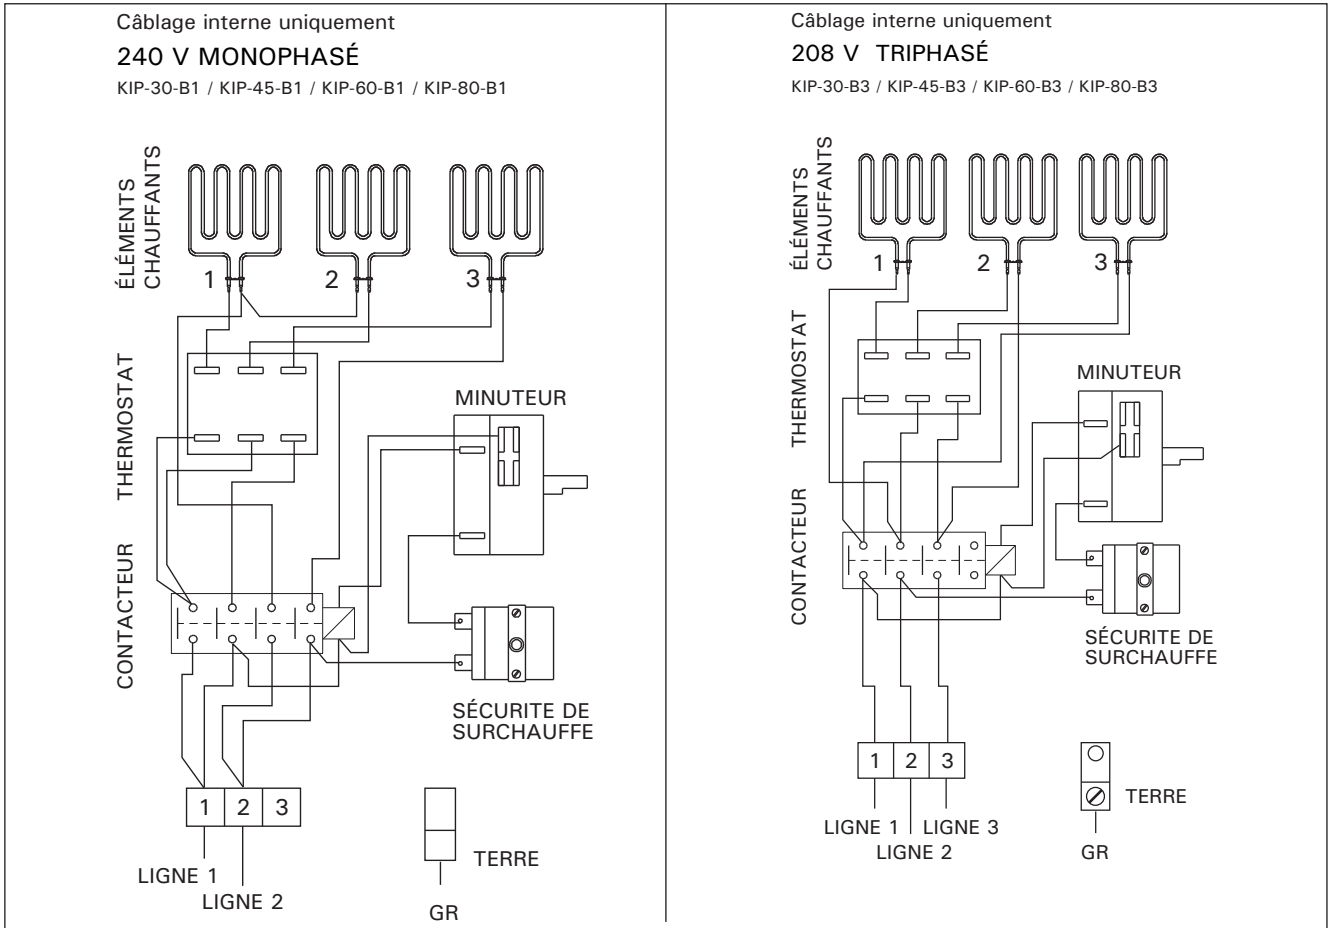 Câblage interne uniquement
240 V MONOPHASÉ
KIP-30-B1 / KIP-45-B1 / KIP-60-B1 / KIP-80-B1
ÉLÉMENTS
CHAUFFANTS
1
2
3
THERMOSTAT
MINUTEUR
CONTACTEUR
SÉCURITE DE
SURCHAUFFE
1 2 3
TERRE
LIGNE 1
LIGNE 2
GR
Câblage interne uniquement
208 V TRIPHASÉ
KIP-30-B3 / KIP-45-B3 / KIP-60-B3 / KIP-80-B3
ÉLÉMENTS
CHAUFFANTS
1
2
3
THERMOSTAT
MINUTEUR
CONTACTEUR
SÉCURITE DE
SURCHAUFFE
1 2 3
TERRE
LIGNE 1 LIGNE 3
LIGNE 2
GR